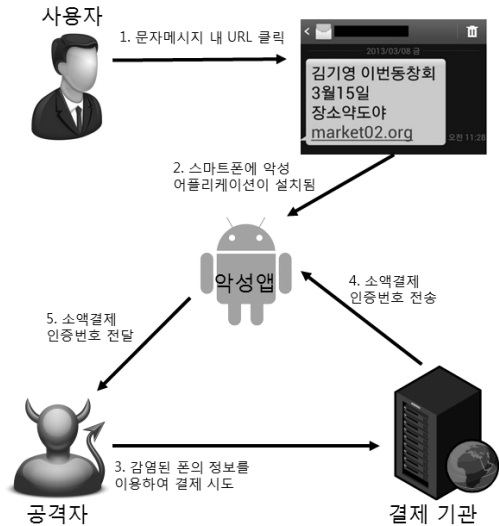 사용자
1. 문자메시지 내 URL 클릭
2013/03/08 금
김기영 이번동창회
3월15일
장소약도야
market02.org
오전 11:28
2. 스마트폰에 악성
어플리케이션이 설치됨
악성앱
4. 소액결제
인증번호 전송
5. 소액결제
인증번호 전달
3. 감염된 폰의 정보를
이용하여 결제 시도
공격자
결제 기관